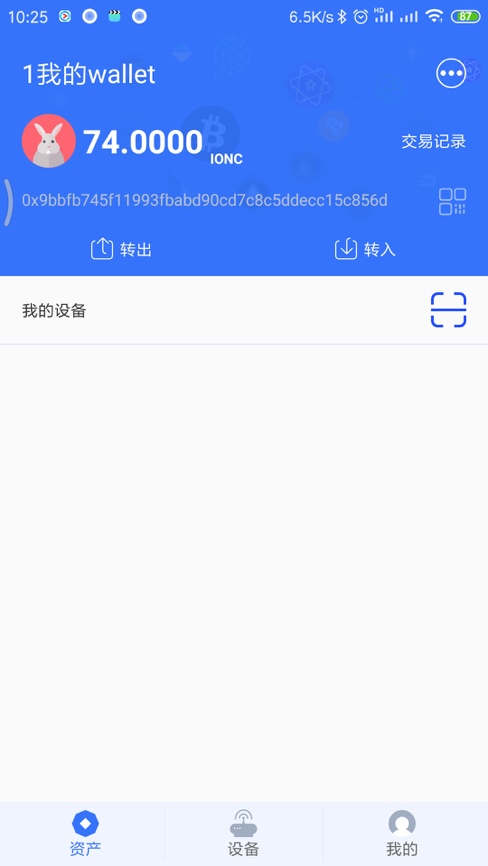 10:25 6.5K/s HD 87
1我的wallet
74.0000 IONC 交易记录
0x9bbfb745f11993fbabd90cd7c8c5ddecc15c856d
转出 转入
我的设备
资产 设备 我的